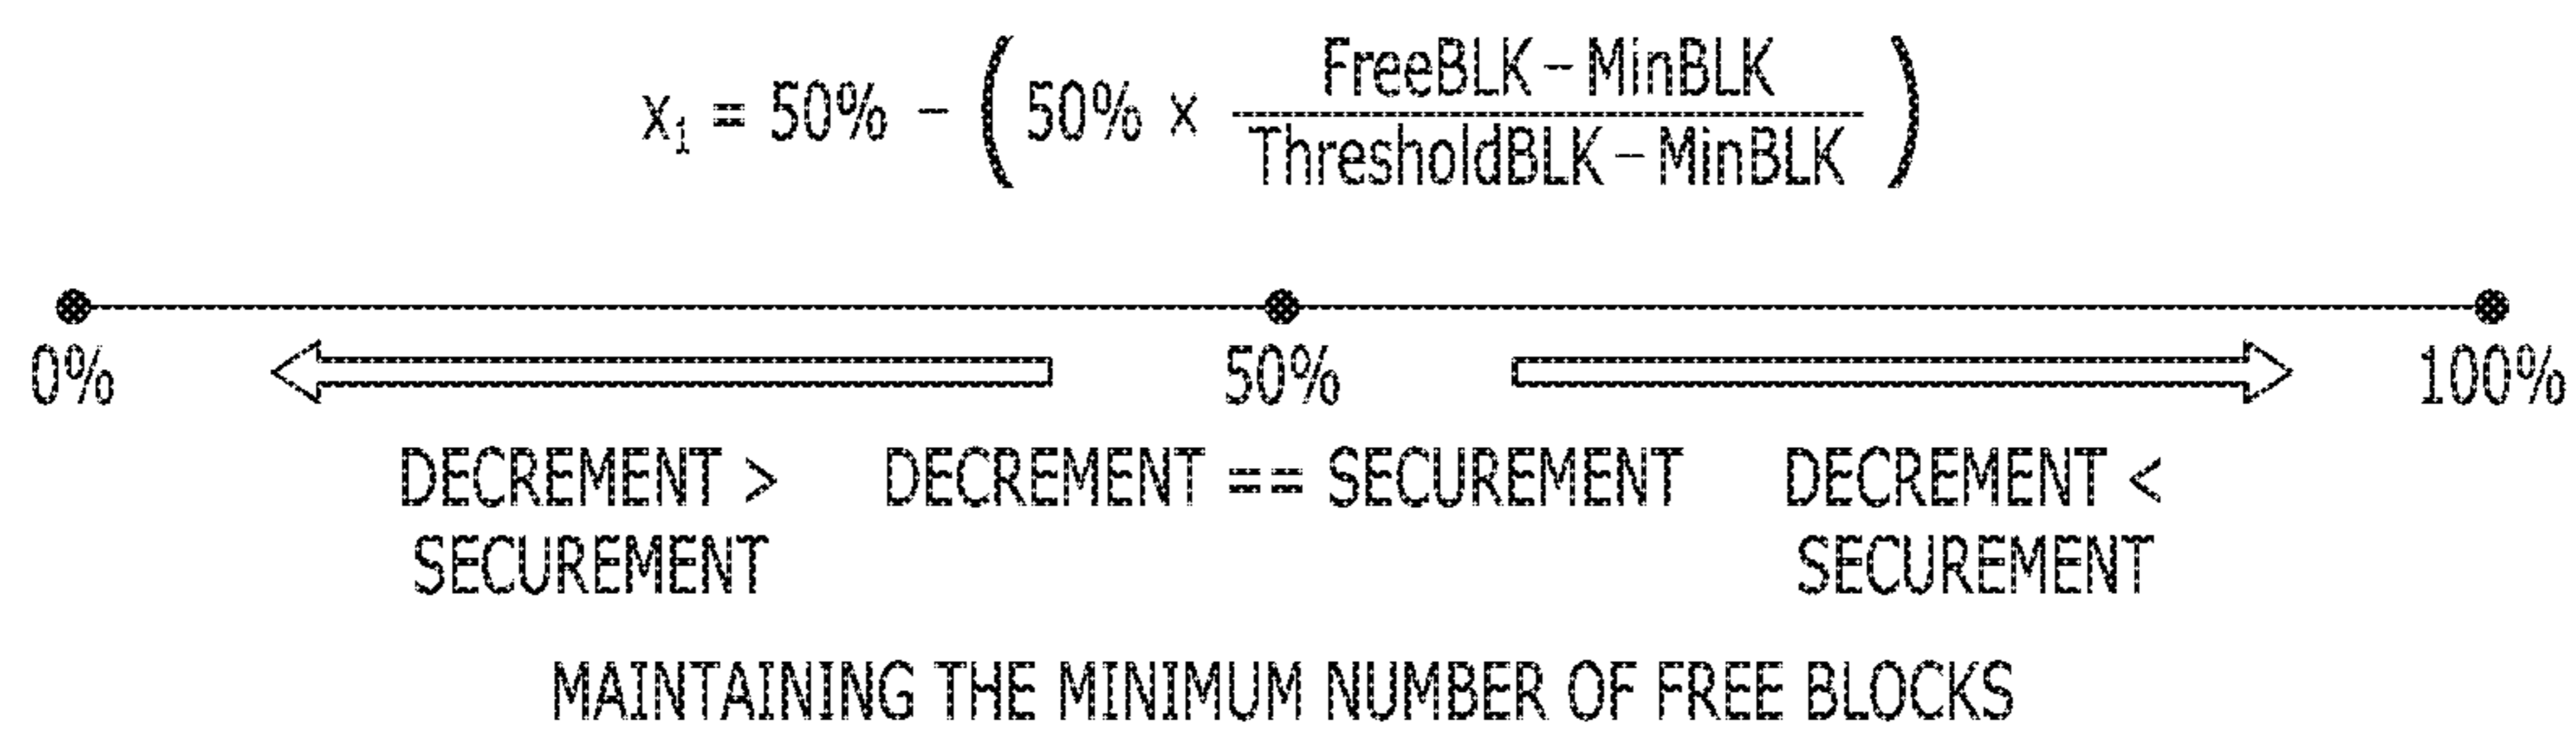 x₁ = 50% − ( 50% × (FreeBLK − MinBLK) / (ThresholdBLK − MinBLK) )
0% 50% 100%
DECREMENT > DECREMENT == SECUREMENT DECREMENT <
SECUREMENT SECUREMENT
MAINTAINING THE MINIMUM NUMBER OF FREE BLOCKS